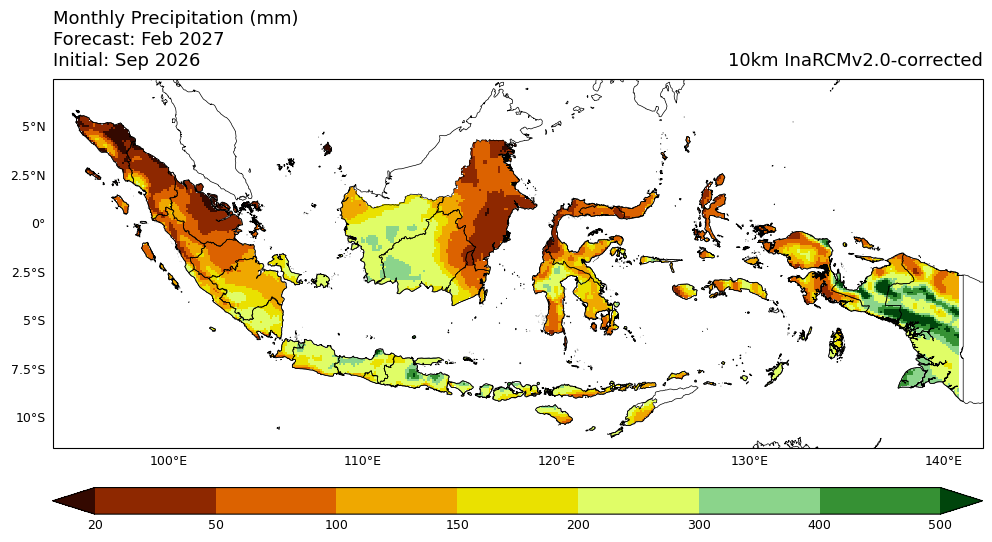 Monthly Precipitation (mm)
Forecast: Feb 2027
Initial: Sep 2026
10km InaRCMv2.0-corrected
5°N
2.5°N
0°
2.5°S
5°S
7.5°S
10°S
100°E 110°E 120°E 130°E 140°E
20 50 100 150 200 300 400 500